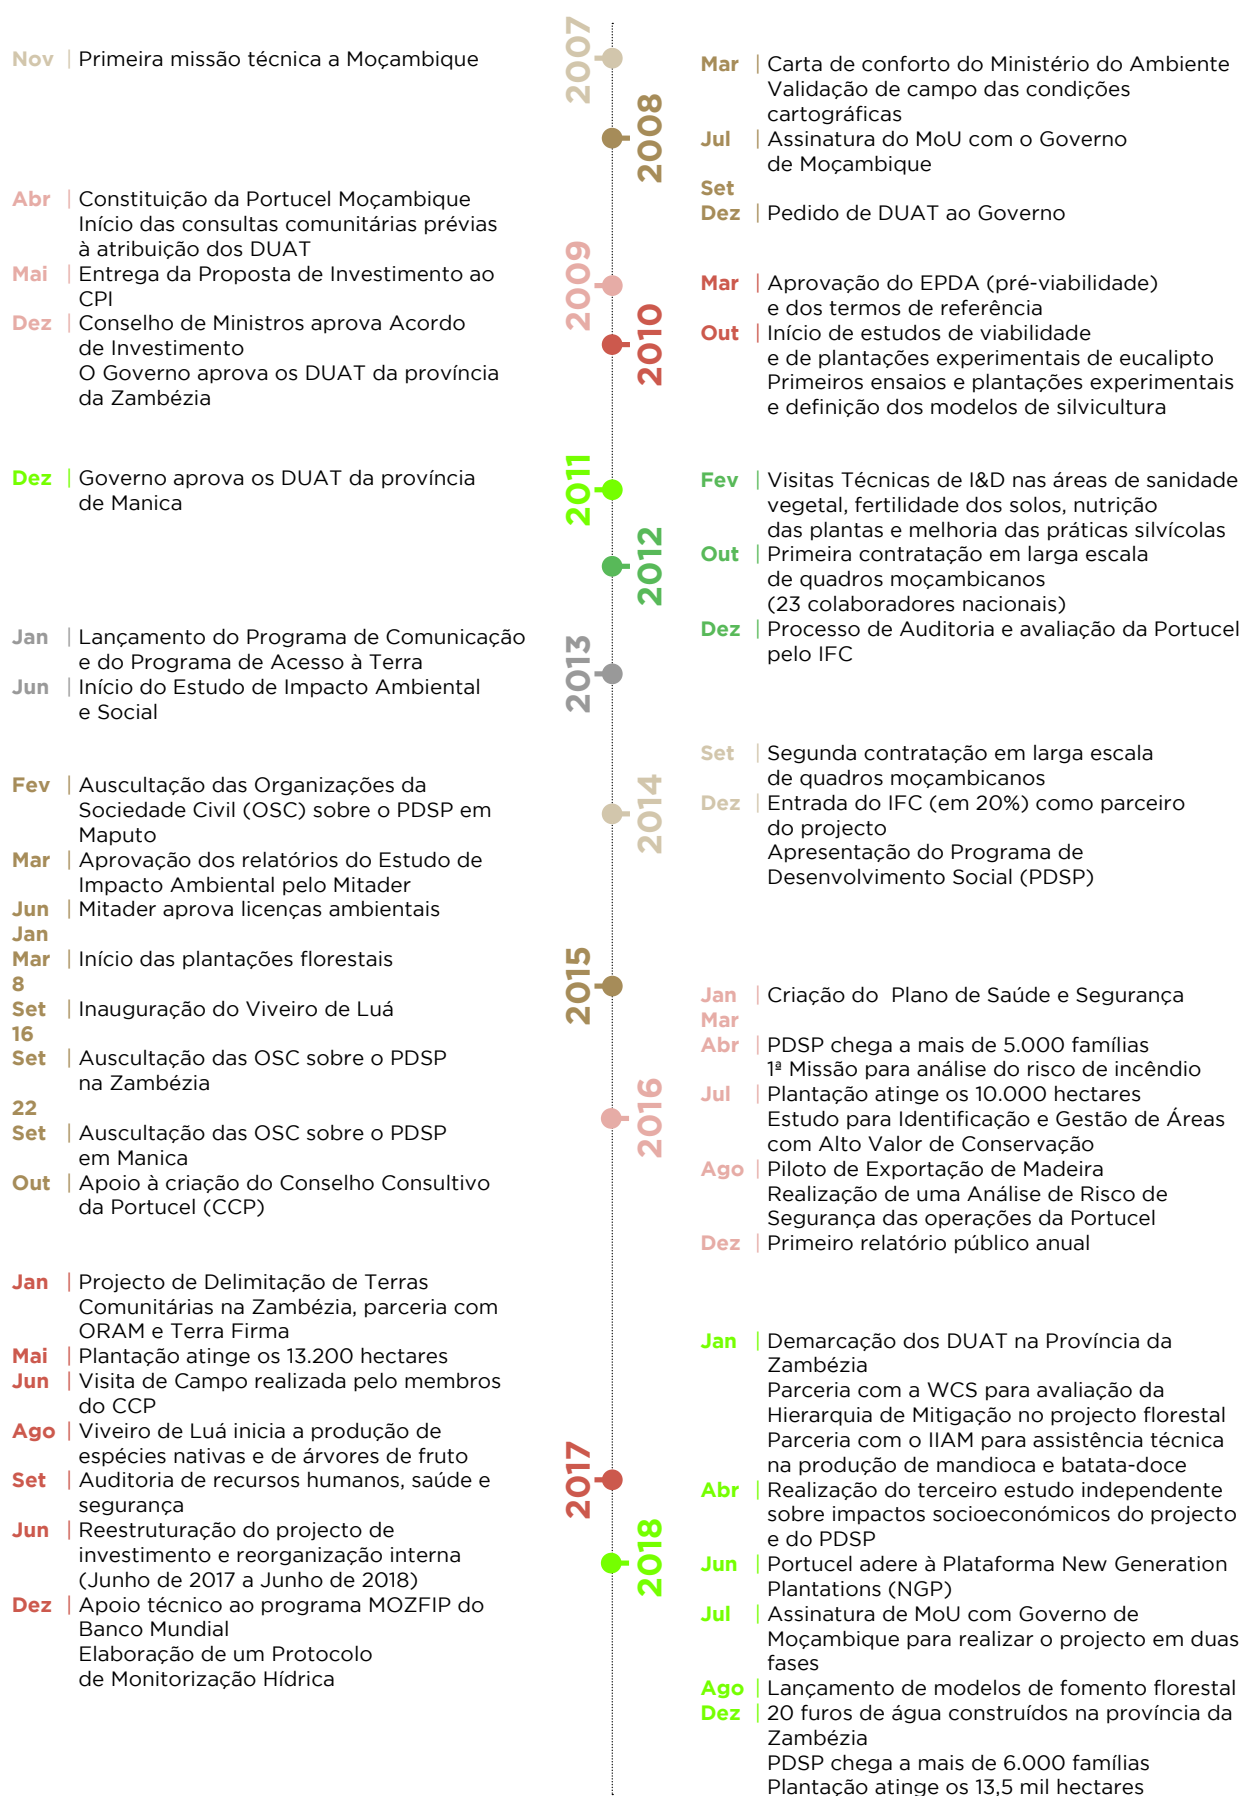 2007
Nov | Primeira missão técnica a Moçambique
2008
Mar | Carta de conforto do Ministério do Ambiente
Validação de campo das condições
cartográficas
Jul | Assinatura do MoU com o Governo
de Moçambique
Set
Dez | Pedido de DUAT ao Governo
2009
Abr | Constituição da Portucel Moçambique
Início das consultas comunitárias prévias
à atribuição dos DUAT
Mai | Entrega da Proposta de Investimento ao
CPI
Dez | Conselho de Ministros aprova Acordo
de Investimento
O Governo aprova os DUAT da província
da Zambézia
2010
Mar | Aprovação do EPDA (pré-viabilidade)
e dos termos de referência
Out | Início de estudos de viabilidade
e de plantações experimentais de eucalipto
Primeiros ensaios e plantações experimentais
e definição dos modelos de silvicultura
2011
Dez | Governo aprova os DUAT da província
de Manica
2012
Fev | Visitas Técnicas de I&D nas áreas de sanidade
vegetal, fertilidade dos solos, nutrição
das plantas e melhoria das práticas silvícolas
Out | Primeira contratação em larga escala
de quadros moçambicanos
(23 colaboradores nacionais)
Dez | Processo de Auditoria e avaliação da Portucel
pelo IFC
2013
Jan | Lançamento do Programa de Comunicação
e do Programa de Acesso à Terra
Jun | Início do Estudo de Impacto Ambiental
e Social
2014
Set | Segunda contratação em larga escala
de quadros moçambicanos
Dez | Entrada do IFC (em 20%) como parceiro
do projecto
Apresentação do Programa de
Desenvolvimento Social (PDSP)
2015
Fev | Auscultação das Organizações da
Sociedade Civil (OSC) sobre o PDSP em
Maputo
Mar | Aprovação dos relatórios do Estudo de
Impacto Ambiental pelo Mitader
Jun | Mitader aprova licenças ambientais
Jan
Mar | Início das plantações florestais
8
Set | Inauguração do Viveiro de Luá
16
Set | Auscultação das OSC sobre o PDSP
na Zambézia
22
Set | Auscultação das OSC sobre o PDSP
em Manica
Out | Apoio à criação do Conselho Consultivo
da Portucel (CCP)
2016
Jan | Criação do Plano de Saúde e Segurança
Mar
Abr | PDSP chega a mais de 5.000 famílias
1ª Missão para análise do risco de incêndio
Jul | Plantação atinge os 10.000 hectares
Estudo para Identificação e Gestão de Áreas
com Alto Valor de Conservação
Ago | Piloto de Exportação de Madeira
Realização de uma Análise de Risco de
Segurança das operações da Portucel
Dez | Primeiro relatório público anual
2017
Jan | Projecto de Delimitação de Terras
Comunitárias na Zambézia, parceria com
ORAM e Terra Firma
Mai | Plantação atinge os 13.200 hectares
Jun | Visita de Campo realizada pelo membros
do CCP
Ago | Viveiro de Luá inicia a produção de
espécies nativas e de árvores de fruto
Set | Auditoria de recursos humanos, saúde e
segurança
Jun | Reestruturação do projecto de
investimento e reorganização interna
(Junho de 2017 a Junho de 2018)
Dez | Apoio técnico ao programa MOZFIP do
Banco Mundial
Elaboração de um Protocolo
de Monitorização Hídrica
2018
Jan | Demarcação dos DUAT na Província da
Zambézia
Parceria com a WCS para avaliação da
Hierarquia de Mitigação no projecto florestal
Parceria com o IIAM para assistência técnica
na produção de mandioca e batata-doce
Abr | Realização do terceiro estudo independente
sobre impactos socioeconómicos do projecto
e do PDSP
Jun | Portucel adere à Plataforma New Generation
Plantations (NGP)
Jul | Assinatura de MoU com Governo de
Moçambique para realizar o projecto em duas
fases
Ago | Lançamento de modelos de fomento florestal
Dez | 20 furos de água construídos na província da
Zambézia
PDSP chega a mais de 6.000 famílias
Plantação atinge os 13,5 mil hectares